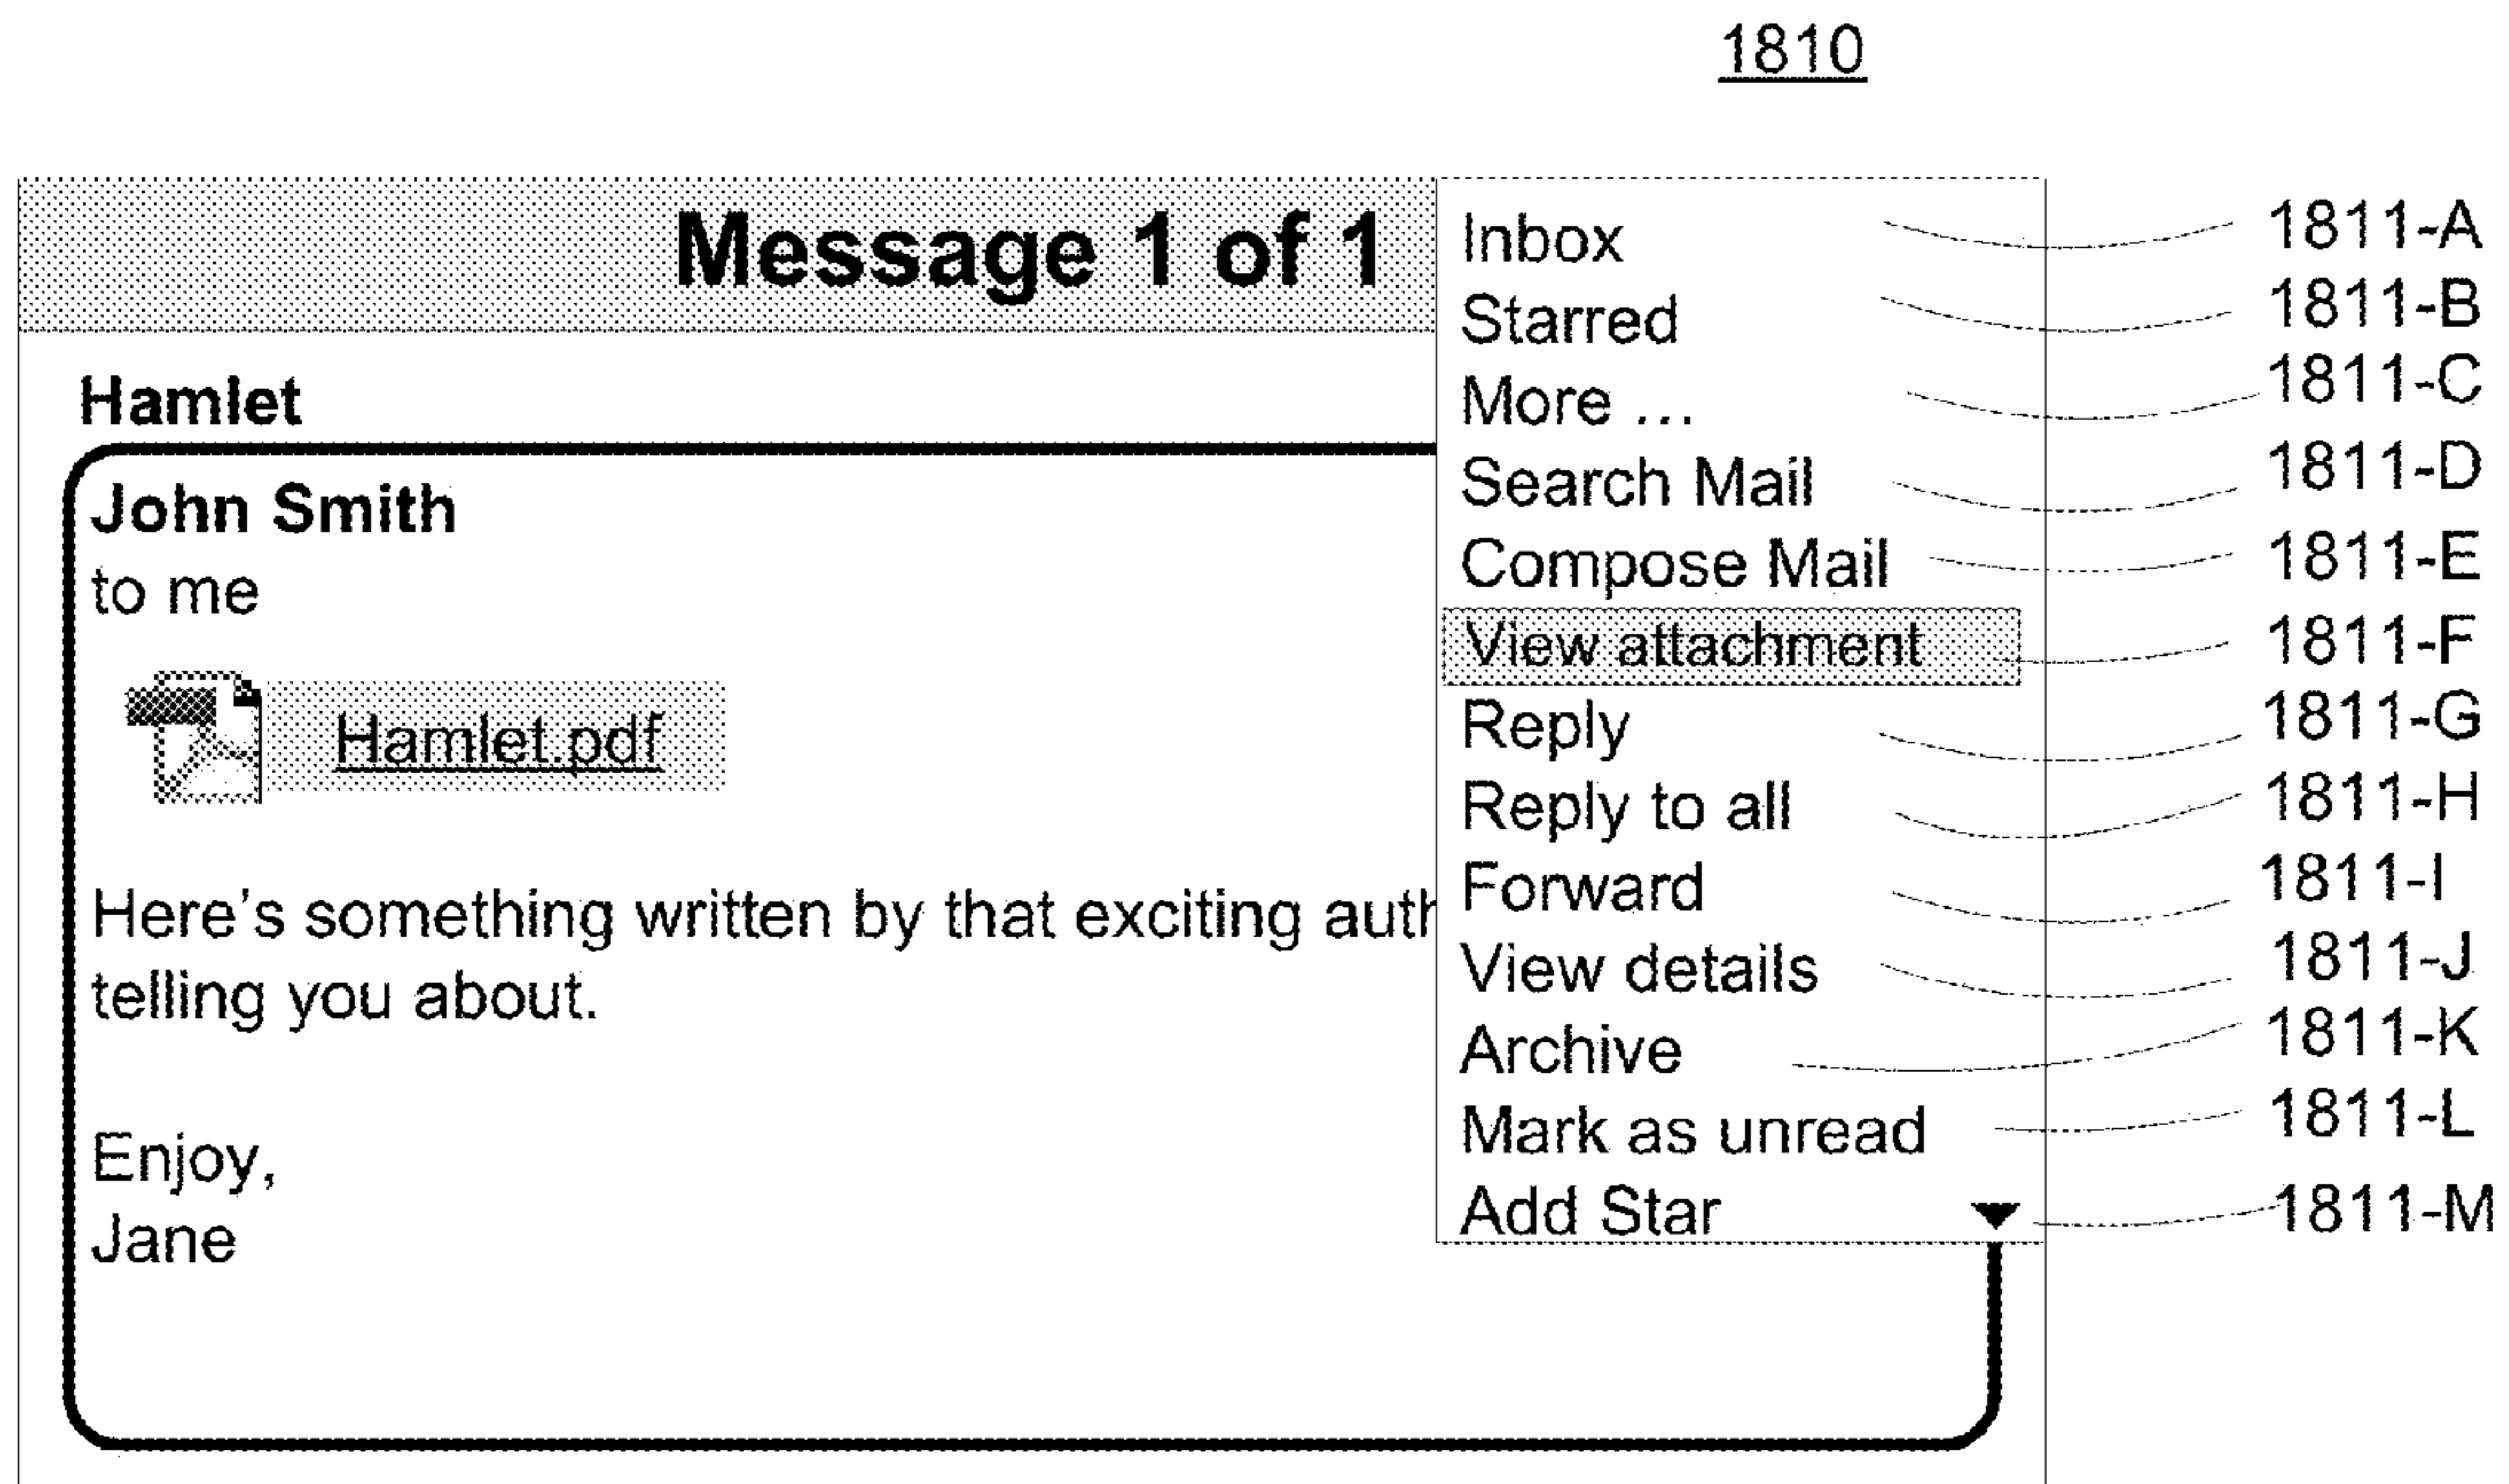 1810
Message 1 of 1
Hamlet
John Smith
to me
Hamlet.pdf
Here's something written by that exciting
telling you about.
Enjoy,
Jane
Inbox 1811-A
Starred 1811-B
More ... 1811-C
Search Mail 1811-D
Compose Mail 1811-E
View attachment 1811-F
Reply 1811-G
Reply to all 1811-H
Forward 1811-I
View details 1811-J
Archive 1811-K
Mark as unread 1811-L
Add Star 1811-M